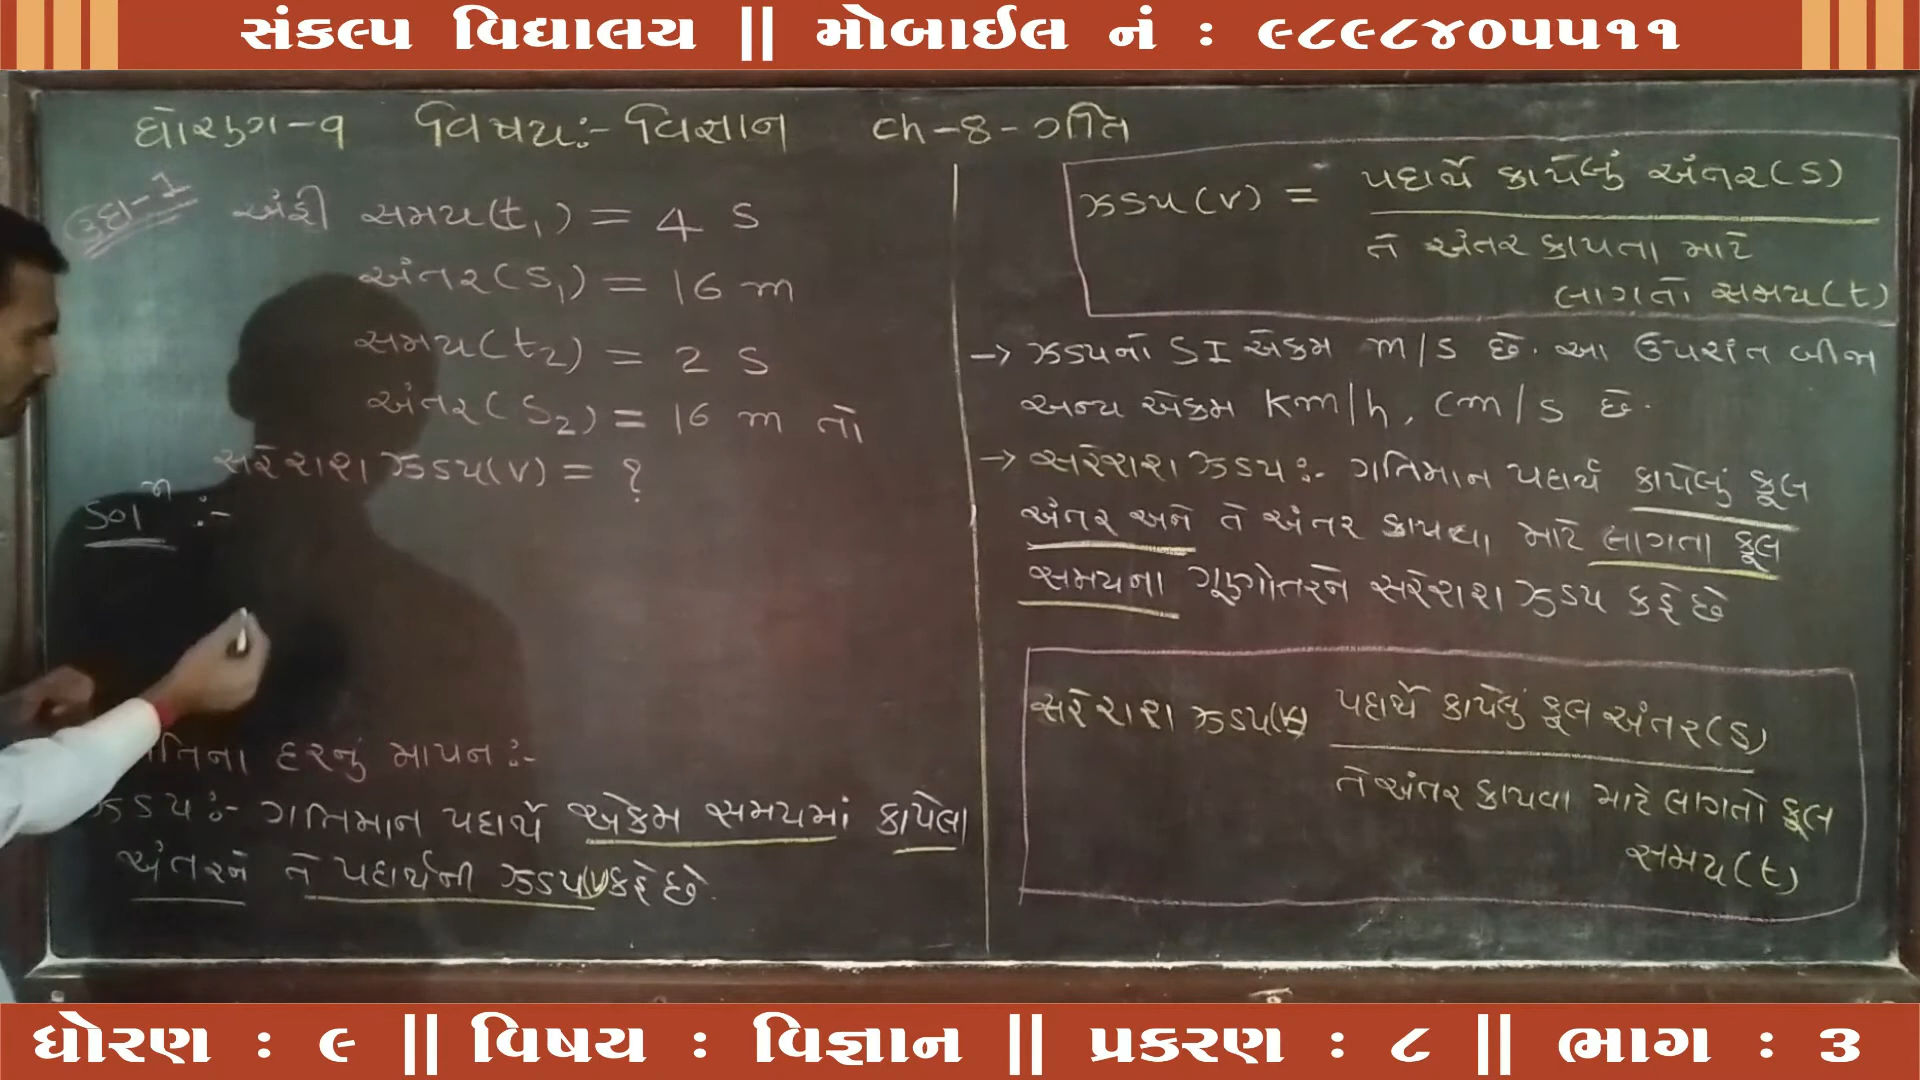 સંકલ્પ વિદ્યાલય || મોબાઈલ નં : ૯૮૯૮૪૦૫૫૧૧
ધોરણ-૧ વિષય:- વિજ્ઞાન ch-8-ગતિ
ઉદા-1 અંહી સમય(t₁) = 4 s
અંતર(s₁) = 16 m
સમય(t₂) = 2 s
અંતર(s₂) = 16 m તો
સરેરાશ ઝડપ(v) = ?
solⁿ :-
તિના દરનું માપન :-
ઝડપ :- ગતિમાન પદાર્થે એકમ સમયમાં કાપેલા
અંતરને તે પદાર્થની ઝડપ(v)કહે છે.
ઝડપ(v) = પદાર્થે કાપેલું અંતર(s)
તે અંતર કાપતા માટે
લાગતો સમય(t)
→ ઝડપનો SI એકમ m/s છે. આ ઉપરાંત બીજા
અન્ય એકમ km/h, cm/s છે.
→ સરેરાશ ઝડપ :- ગતિમાન પદાર્થે કાપેલું કૂલ
અંતર અને તે અંતર કાપવા માટે લાગતા કૂલ
સમયના ગૂણોતરને સરેરાશ ઝડપ કહે છે
સરેરાશ ઝડપ(v) પદાર્થે કાપેલું કૂલ અંતર(s)
તે અંતર કાપવા માટે લાગતો કૂલ
સમય(t)
ધોરણ : ૯ || વિષય : વિજ્ઞાન || પ્રકરણ : ૮ || ભાગ : ૩